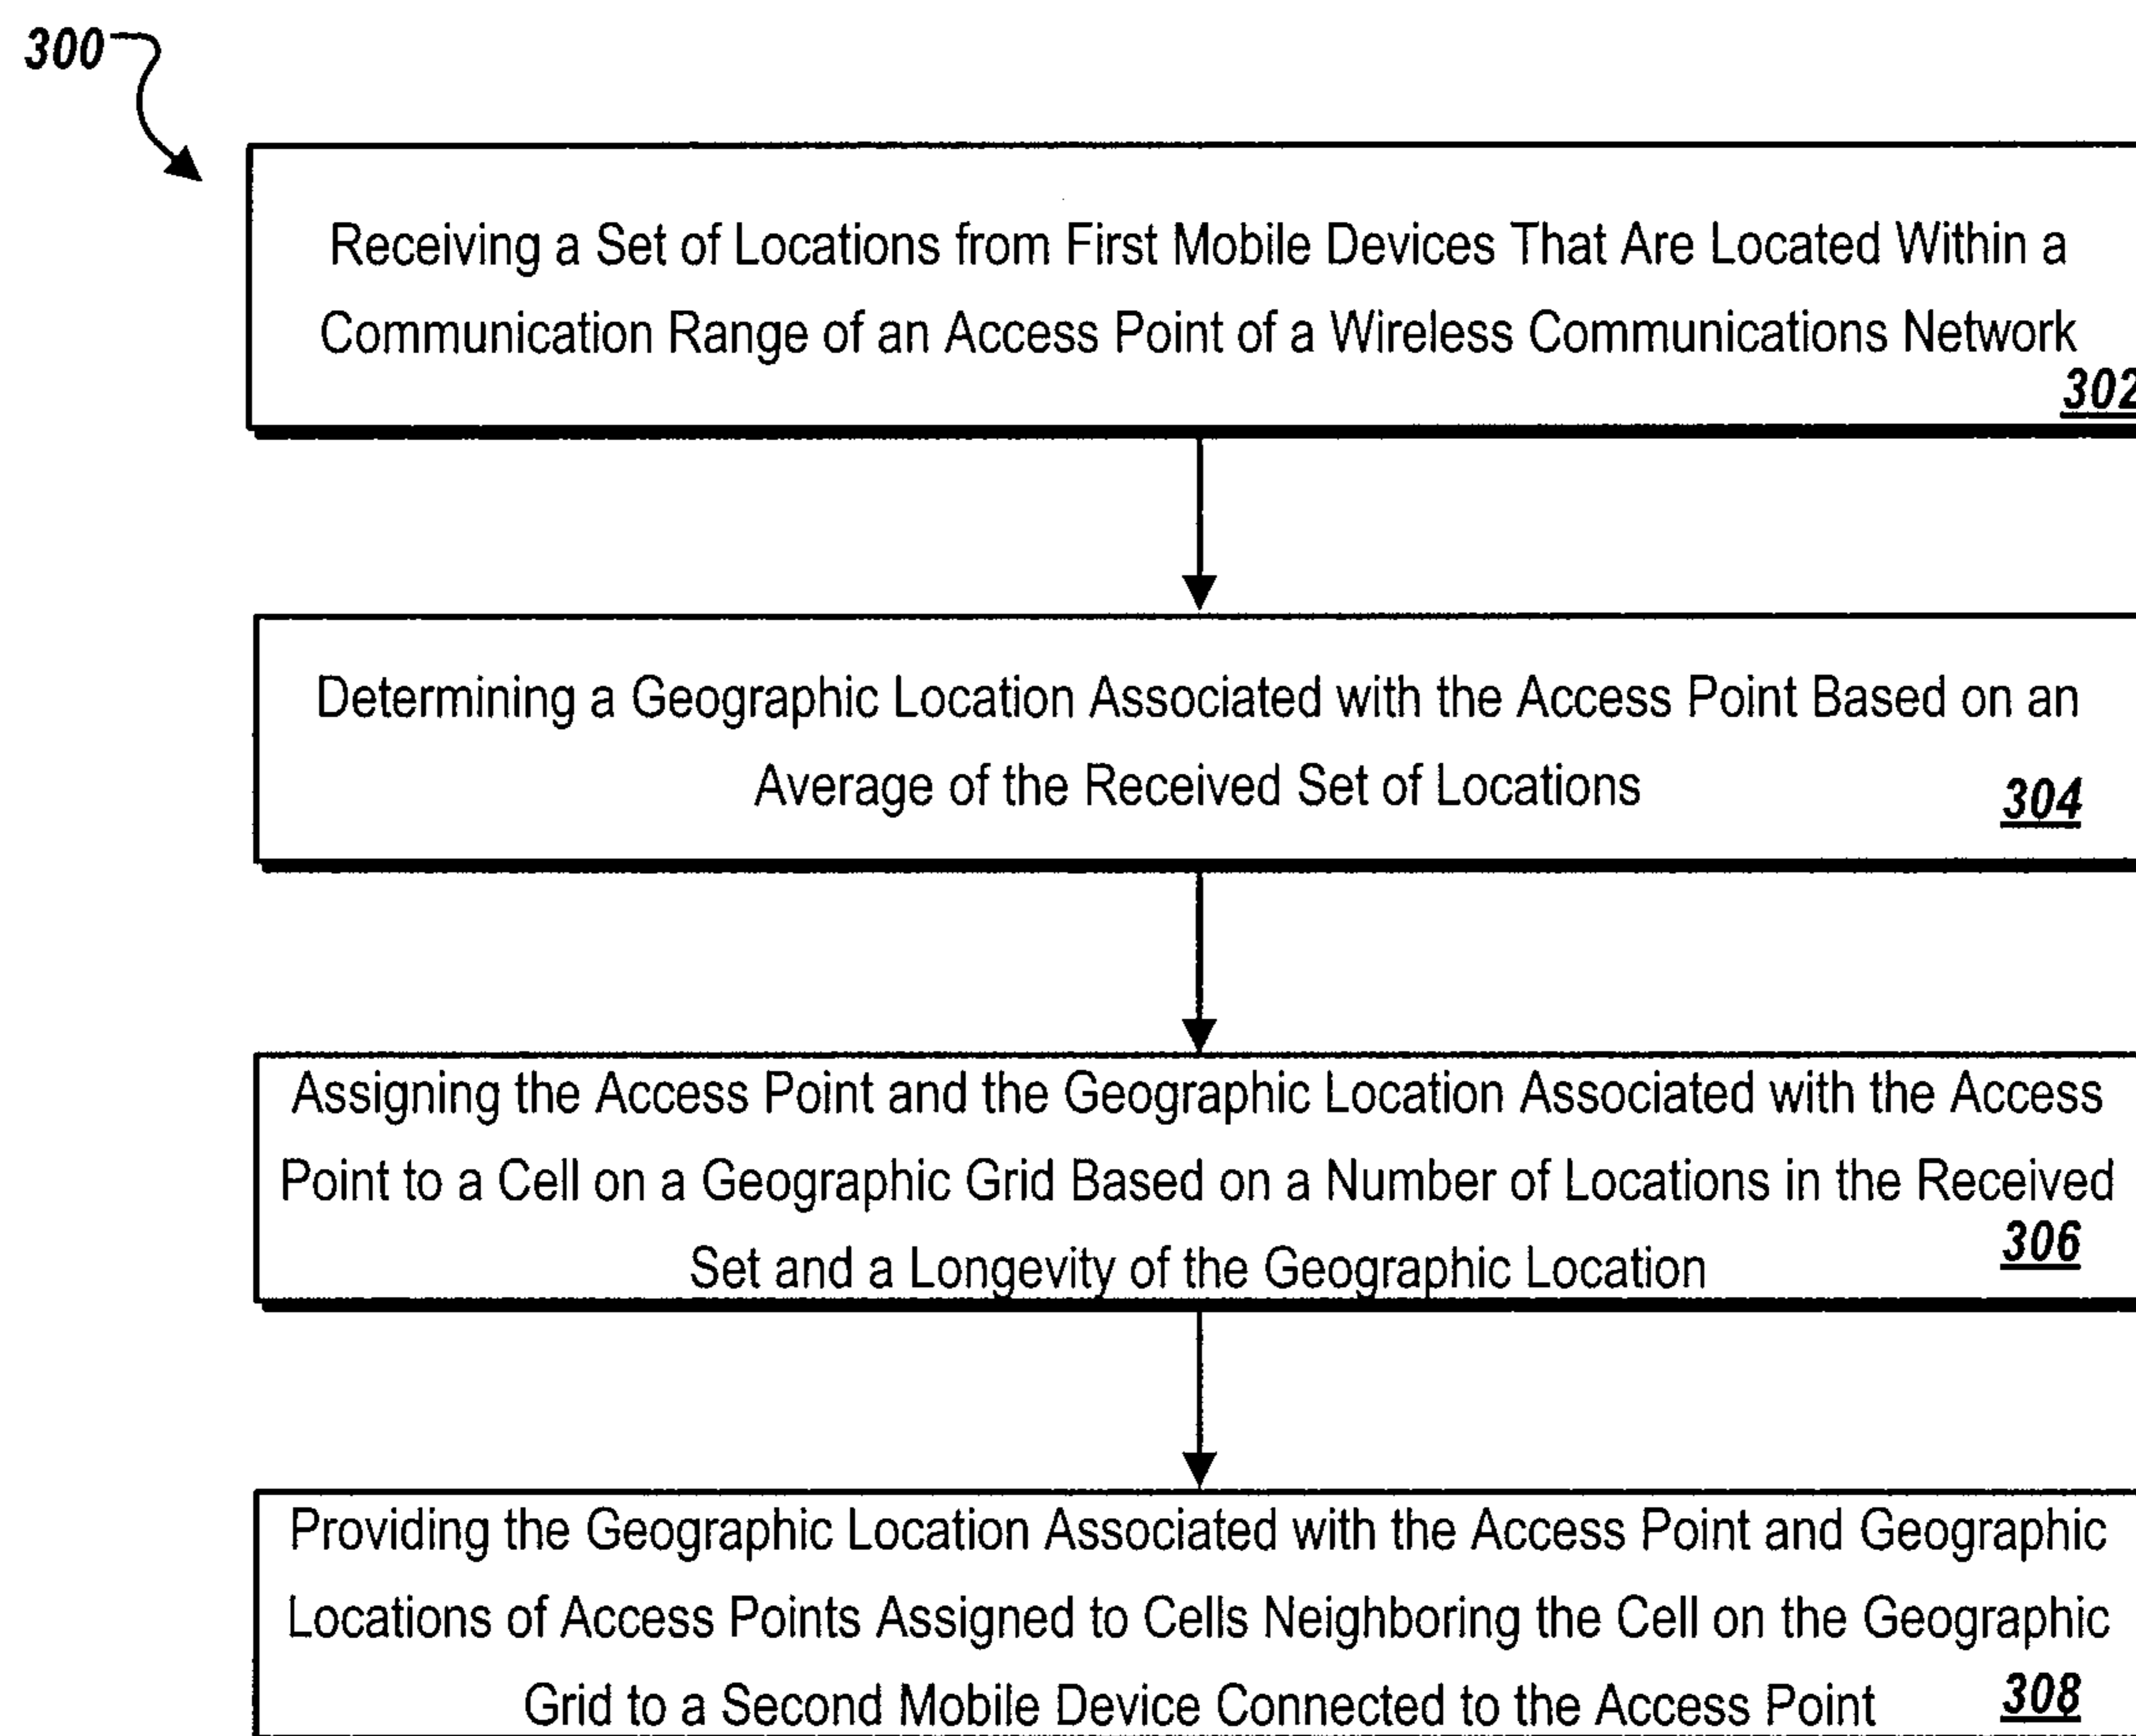 300
Receiving a Set of Locations from First Mobile Devices That Are Located Within a
Communication Range of an Access Point of a Wireless Communications Network
302
Determining a Geographic Location Associated with the Access Point Based on an
Average of the Received Set of Locations
304
Assigning the Access Point and the Geographic Location Associated with the Access
Point to a Cell on a Geographic Grid Based on a Number of Locations in the Received
Set and a Longevity of the Geographic Location
306
Providing the Geographic Location Associated with the Access Point and Geographic
Locations of Access Points Assigned to Cells Neighboring the Cell on the Geographic
Grid to a Second Mobile Device Connected to the Access Point
308